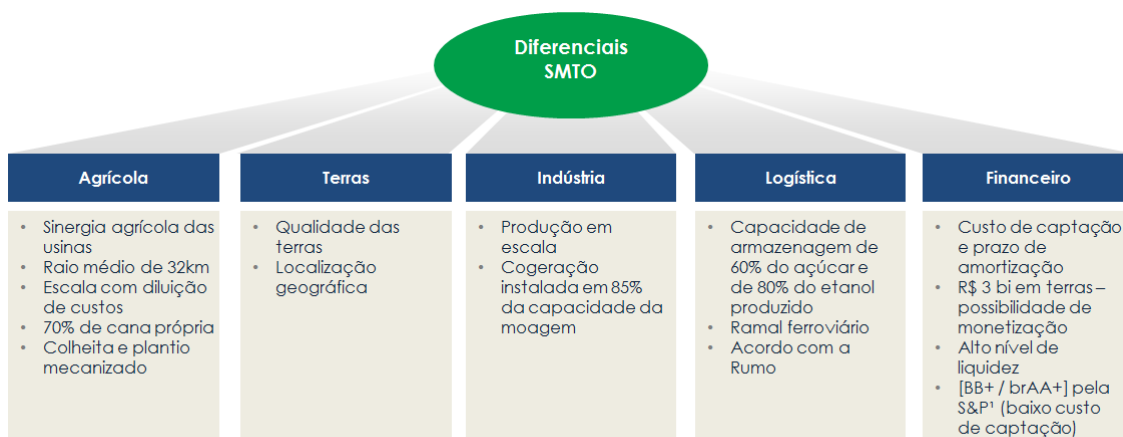 Diferenciais
SMTO
Agrícola
• Sinergia agrícola das
usinas
• Raio médio de 32km
• Escala com diluição
de custos
• 70% de cana própria
• Colheita e plantio
mecanizado
Terras
• Qualidade das
terras
• Localização
geográfica
Indústria
• Produção em
escala
• Cogeração
instalada em 85%
da capacidade da
moagem
Logística
• Capacidade de
armazenagem de
60% do açúcar e
de 80% do etanol
produzido
• Ramal ferroviário
• Acordo com a
Rumo
Financeiro
• Custo de captação
e prazo de
amortização
• R$ 3 bi em terras –
possibilidade de
monetização
• Alto nível de
liquidez
• [BB+ / brAA+] pela
S&P¹ (baixo custo
de captação)